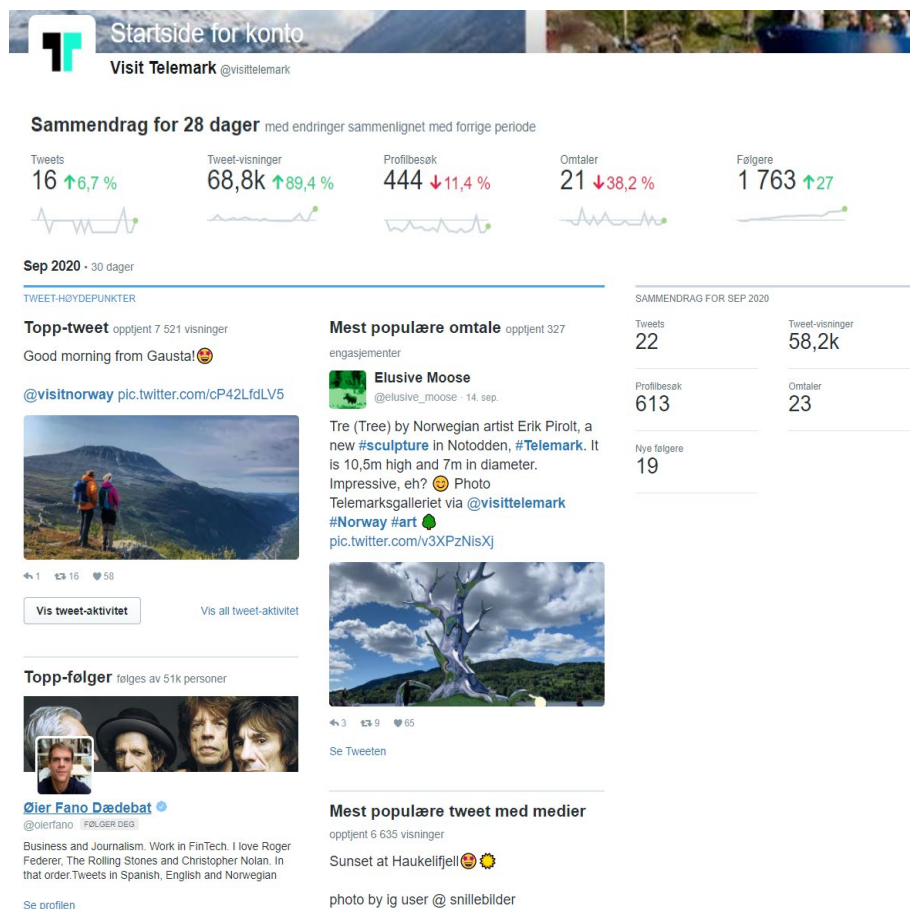 Startside for konto
Visit Telemark @visittelemark
Sammendrag for 28 dager med endringer sammenlignet med forrige periode
Tweets
16 ↑6,7 %
Tweet-visninger
68,8k ↑89,4 %
Profilbesøk
444 ↓11,4 %
Omtaler
21 ↓38,2 %
Følgere
1 763 ↑27
Sep 2020 • 30 dager
TWEET-HØYDEPUNKTER
Topp-tweet opptjent 7 521 visninger
Good morning from Gausta!🤩
@visitnorway pic.twitter.com/cP42LfdLV5
1 16 58
Vis tweet-aktivitet
Vis all tweet-aktivitet
Topp-følger følges av 51k personer
Øier Fano Dædebat
@oierfano FØLGER DEG
Business and Journalism. Work in FinTech. I love Roger
Federer, The Rolling Stones and Christopher Nolan. In
that order.Tweets in Spanish, English and Norwegian
Se profilen
Mest populære omtale opptjent 327
engasjementer
Elusive Moose
@elusive_moose · 14. sep.
Tre (Tree) by Norwegian artist Erik Pirolt, a
new #sculpture in Notodden, #Telemark. It
is 10,5m high and 7m in diameter.
Impressive, eh? 😊 Photo
Telemarksgalleriet via @visittelemark
#Norway #art 🌳
pic.twitter.com/v3XPzNisXj
3 9 65
Se Tweeten
Mest populære tweet med medier
opptjent 6 635 visninger
Sunset at Haukelifjell🤩☀
photo by ig user @ snillebilder
SAMMENDRAG FOR SEP 2020
Tweets
22
Tweet-visninger
58,2k
Profilbesøk
613
Omtaler
23
Nye følgere
19